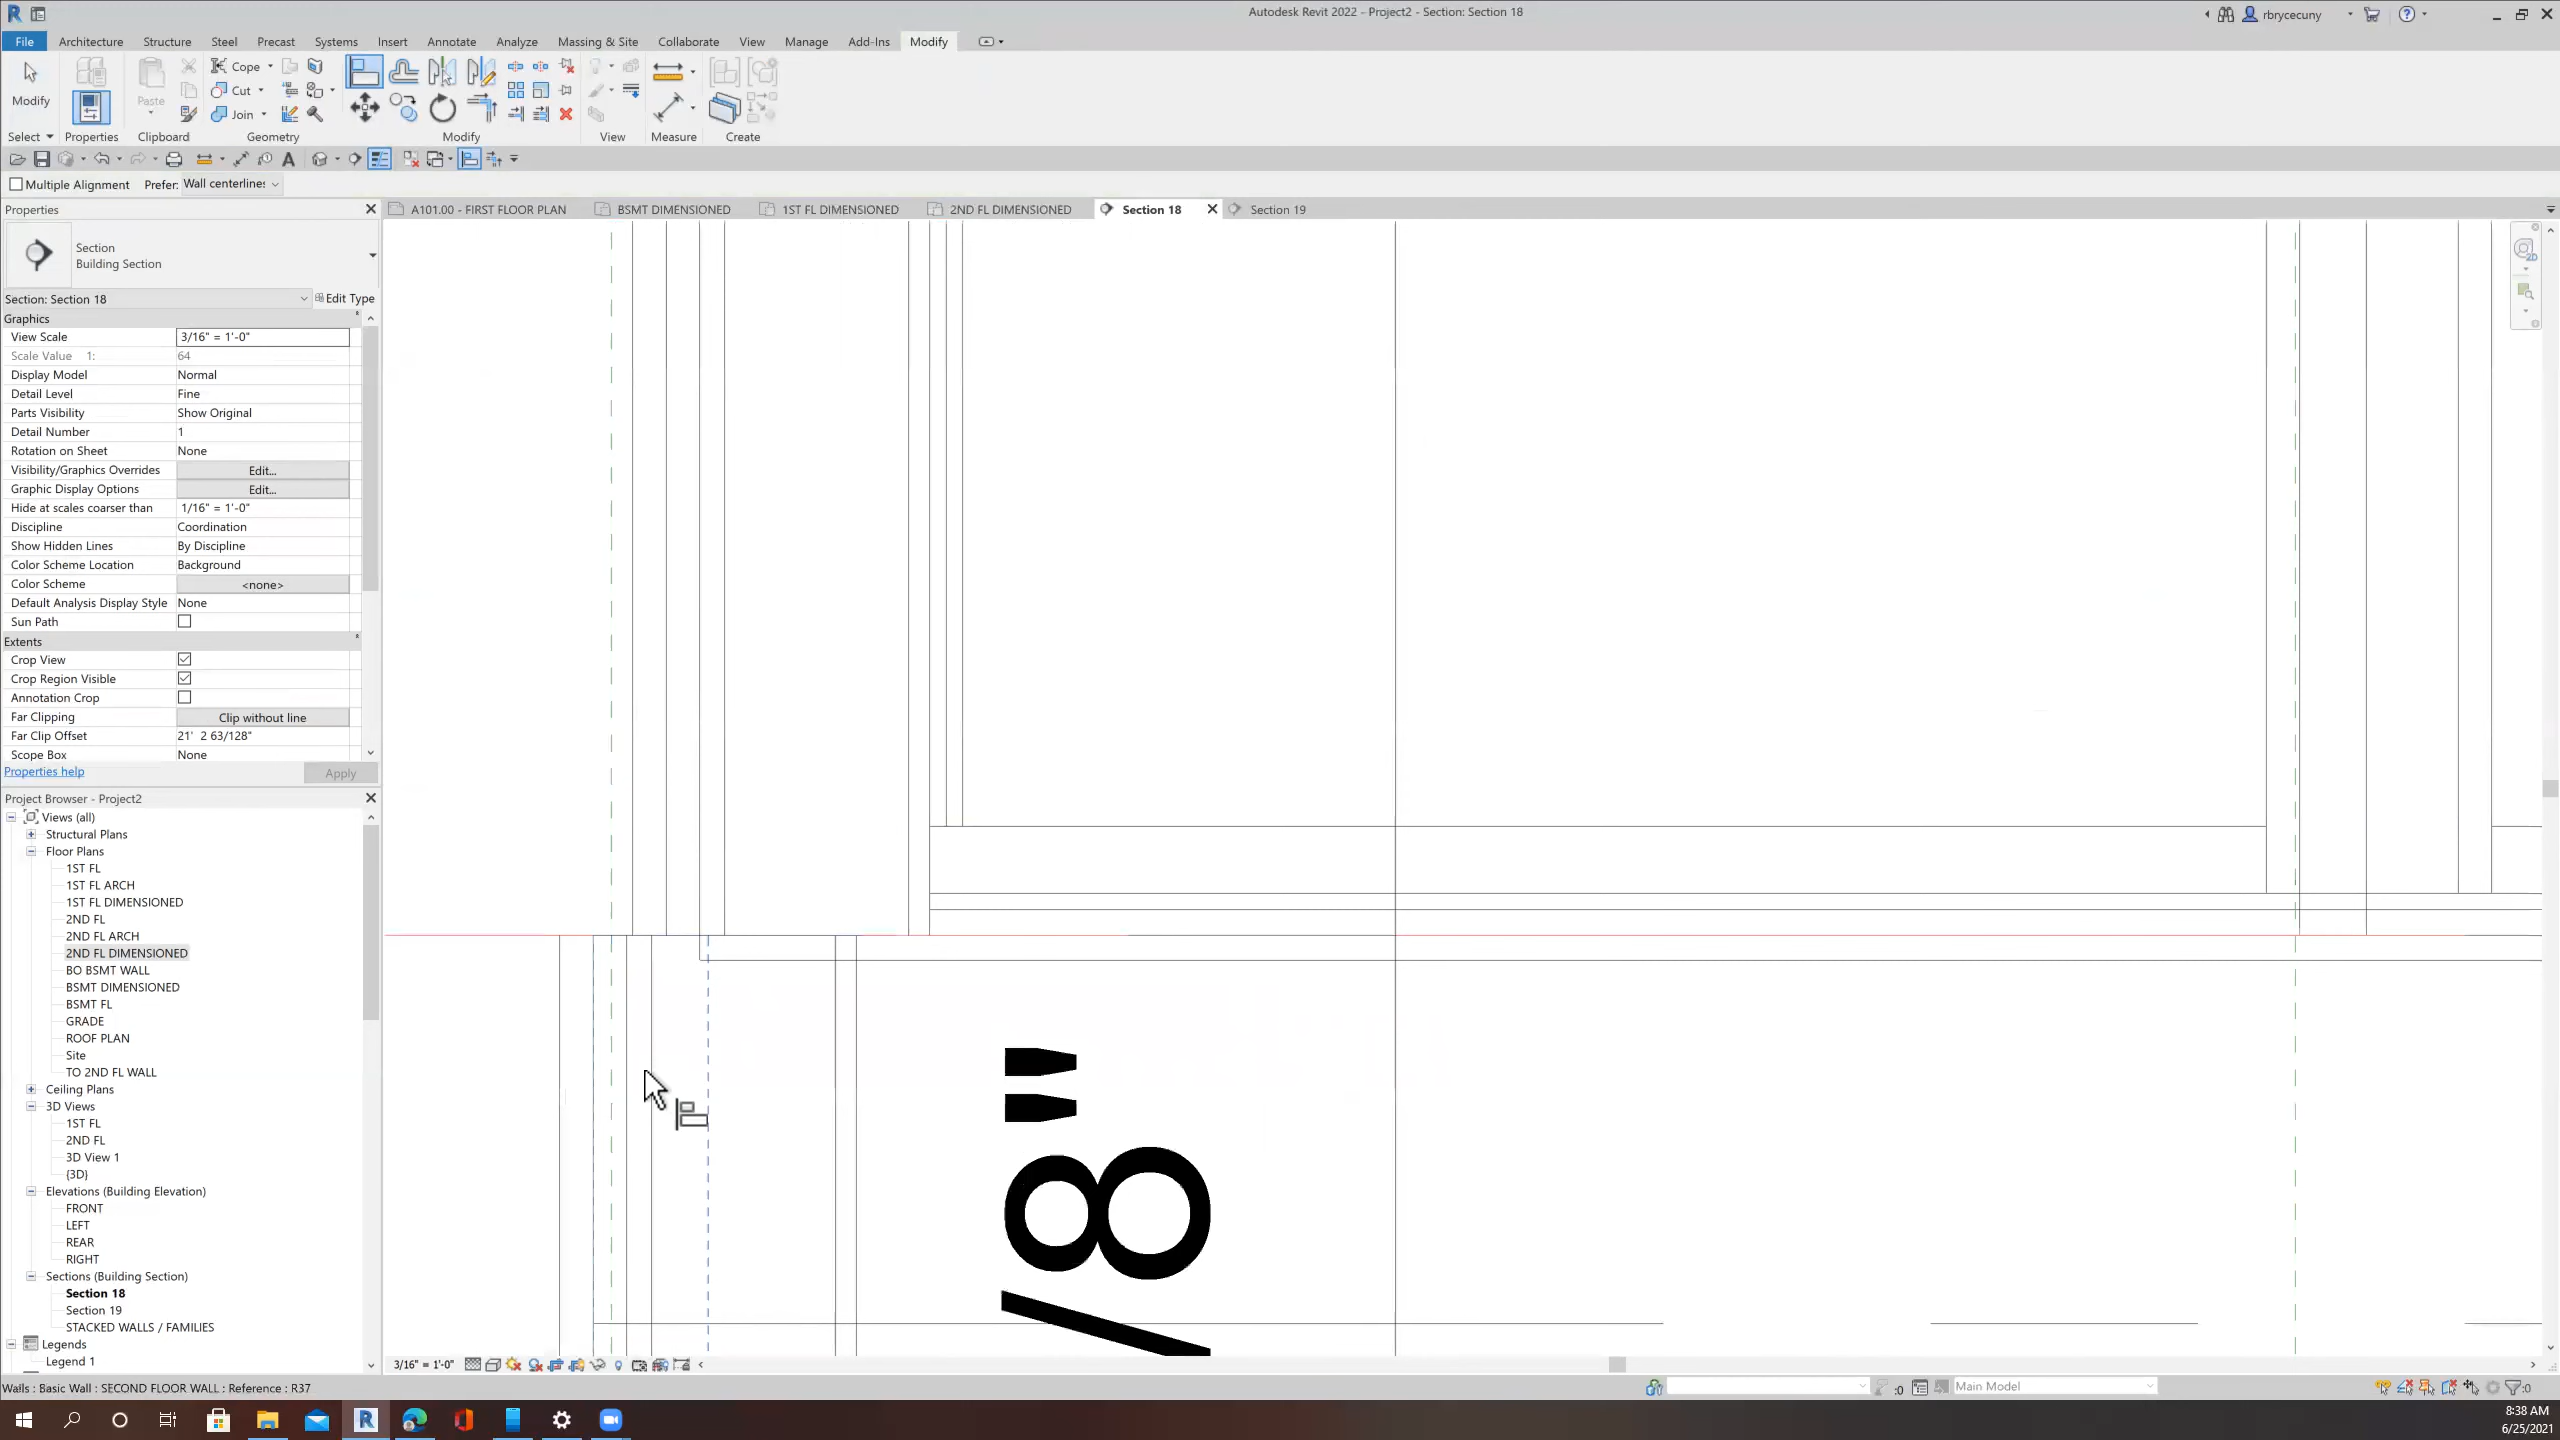 Autodesk Revit 2022 - Project2 - Section: Section 18
rbrycecuny
File Architecture Structure Steel Precast Systems Insert Annotate Analyze Massing & Site Collaborate View Manage Add-Ins Modify
Modify Paste Cope Cut Join
Select Properties Clipboard Geometry Modify View Measure Create
Multiple Alignment Prefer: Wall centerlines
Properties
A101.00 - FIRST FLOOR PLAN BSMT DIMENSIONED 1ST FL DIMENSIONED 2ND FL DIMENSIONED Section 18 Section 19
Section
Building Section
Section: Section 18 Edit Type
Graphics
View Scale 3/16" = 1'-0"
Scale Value 1: 64
Display Model Normal
Detail Level Fine
Parts Visibility Show Original
Detail Number 1
Rotation on Sheet None
Visibility/Graphics Overrides Edit...
Graphic Display Options Edit...
Hide at scales coarser than 1/16" = 1'-0"
Discipline Coordination
Show Hidden Lines By Discipline
Color Scheme Location Background
Color Scheme <none>
Default Analysis Display Style None
Sun Path
Extents
Crop View
Crop Region Visible
Annotation Crop
Far Clipping Clip without line
Far Clip Offset 21' 2 63/128"
Scope Box None
Properties help Apply
Project Browser - Project2
Views (all)
Structural Plans
Floor Plans
1ST FL
1ST FL ARCH
1ST FL DIMENSIONED
2ND FL
2ND FL ARCH
2ND FL DIMENSIONED
BO BSMT WALL
BSMT DIMENSIONED
BSMT FL
GRADE
ROOF PLAN
Site
TO 2ND FL WALL
Ceiling Plans
3D Views
1ST FL
2ND FL
3D View 1
{3D}
Elevations (Building Elevation)
FRONT
LEFT
REAR
RIGHT
Sections (Building Section)
Section 18
Section 19
STACKED WALLS / FAMILIES
Legends
Legend 1
/8"
3/16" = 1'-0"
Walls : Basic Wall : SECOND FLOOR WALL : Reference : R37
:0 Main Model :0
8:38 AM
6/25/2021